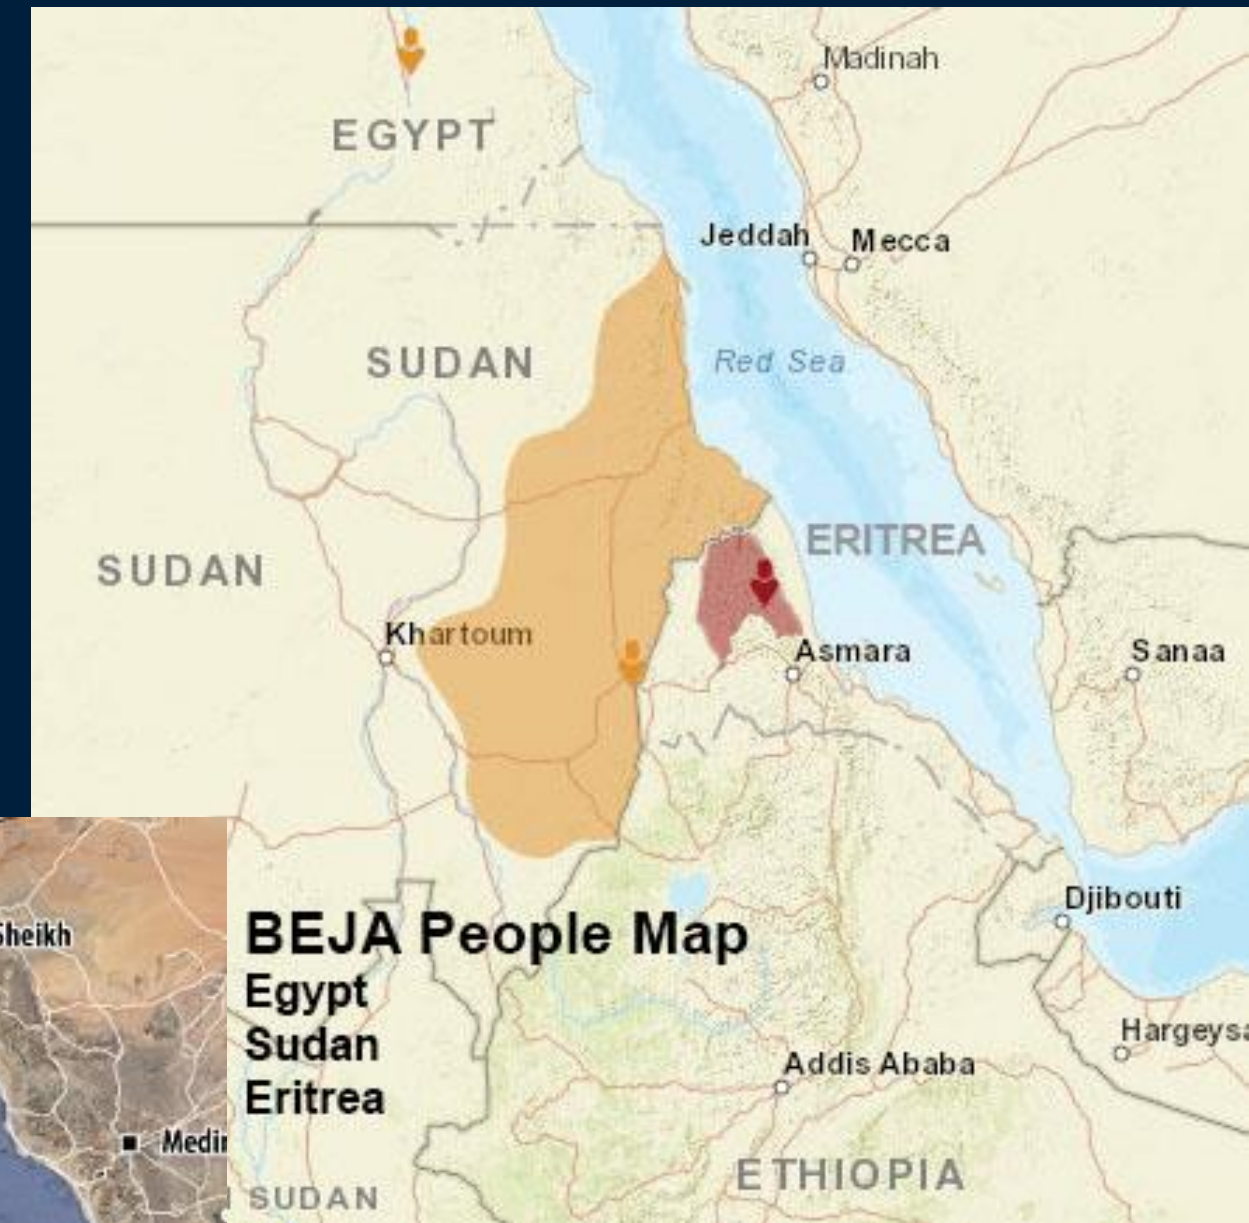 Madinah
EGYPT
Jeddah
Mecca
SUDAN
Red Sea
ERITREA
SUDAN
Khartoum
Asmara
Sanaa
Djibouti
Sheikh
BEJA People Map
Egypt
Sudan
Eritrea
Hargeysa
Addis Ababa
Medin
ETHIOPIA
SUDAN